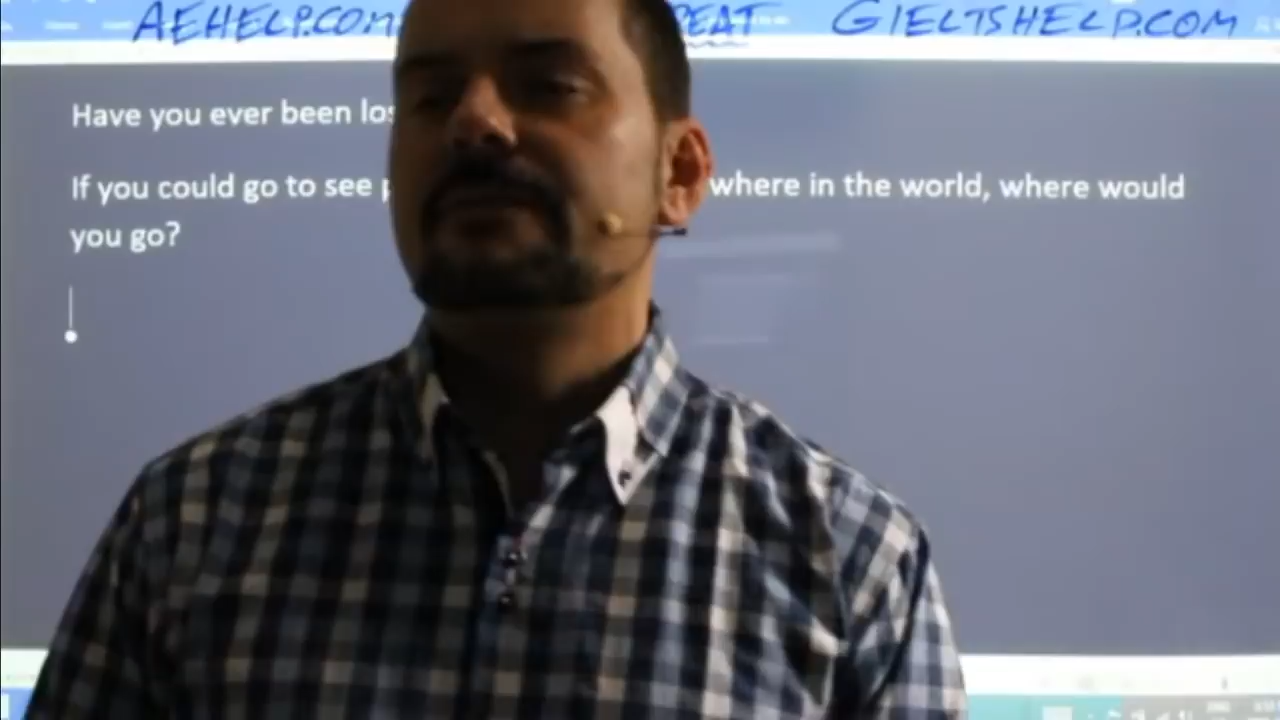 AEHELP.COM PEAT GIELTSHELP.COM
Have you ever been los
If you could go to see where in the world, where would
you go?